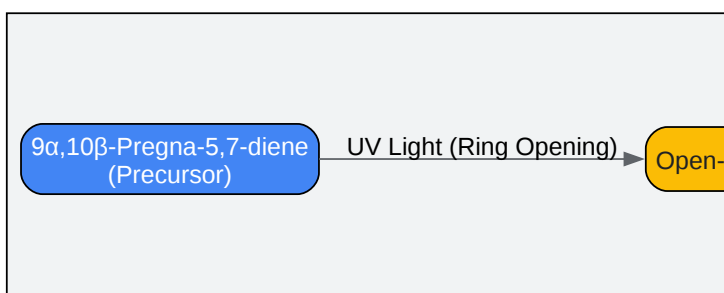 9α,10β-Pregna-5,7-diene
(Precursor)
UV Light (Ring Opening)
Open-